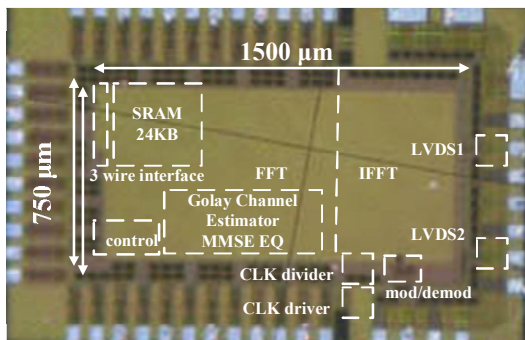 1500 µm
750 µm
SRAM
24KB
3 wire interface
FFT
IFFT
LVDS1
Golay Channel
Estimator
MMSE EQ
control
LVDS2
CLK divider
mod/demod
CLK driver